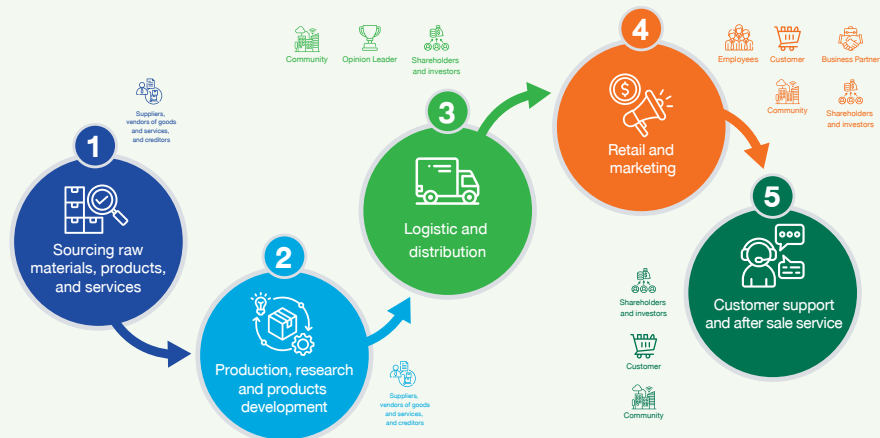 1
Sourcing raw
materials, products,
and services
Suppliers,
vendors of goods
and services,
and creditors
2
Production, research
and products
development
Suppliers,
vendors of goods
and services,
and creditors
3
Logistic and
distribution
Community
Opinion Leader
Shareholders
and investors
4
Retail and
marketing
$
Employees
Customer
Business Partner
Community
Shareholders
and investors
5
Customer support
and after sale service
Shareholders
and investors
Customer
Community